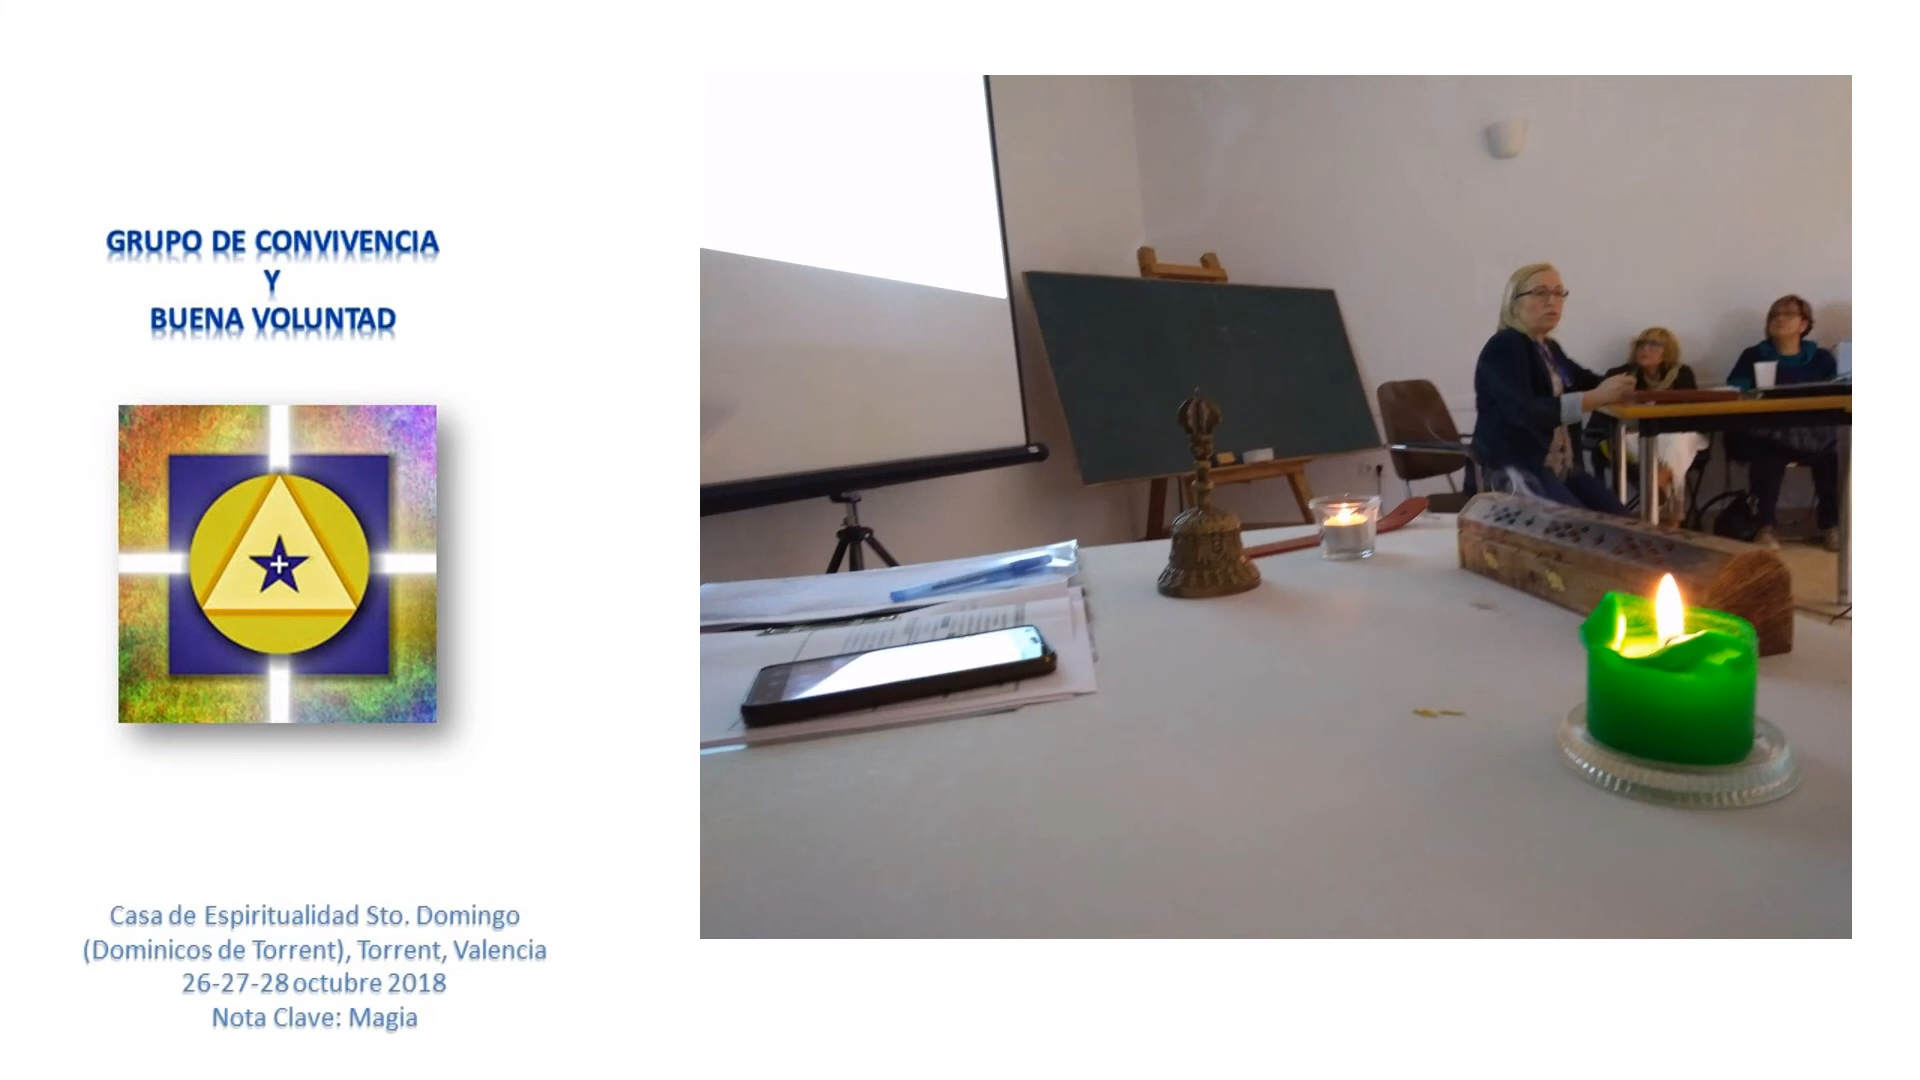 GRUPO DE CONVIVENCIA
Y
BUENA VOLUNTAD
Casa de Espiritualidad Sto. Domingo
(Dominicos de Torrent), Torrent, Valencia
26-27-28 octubre 2018
Nota Clave: Magia